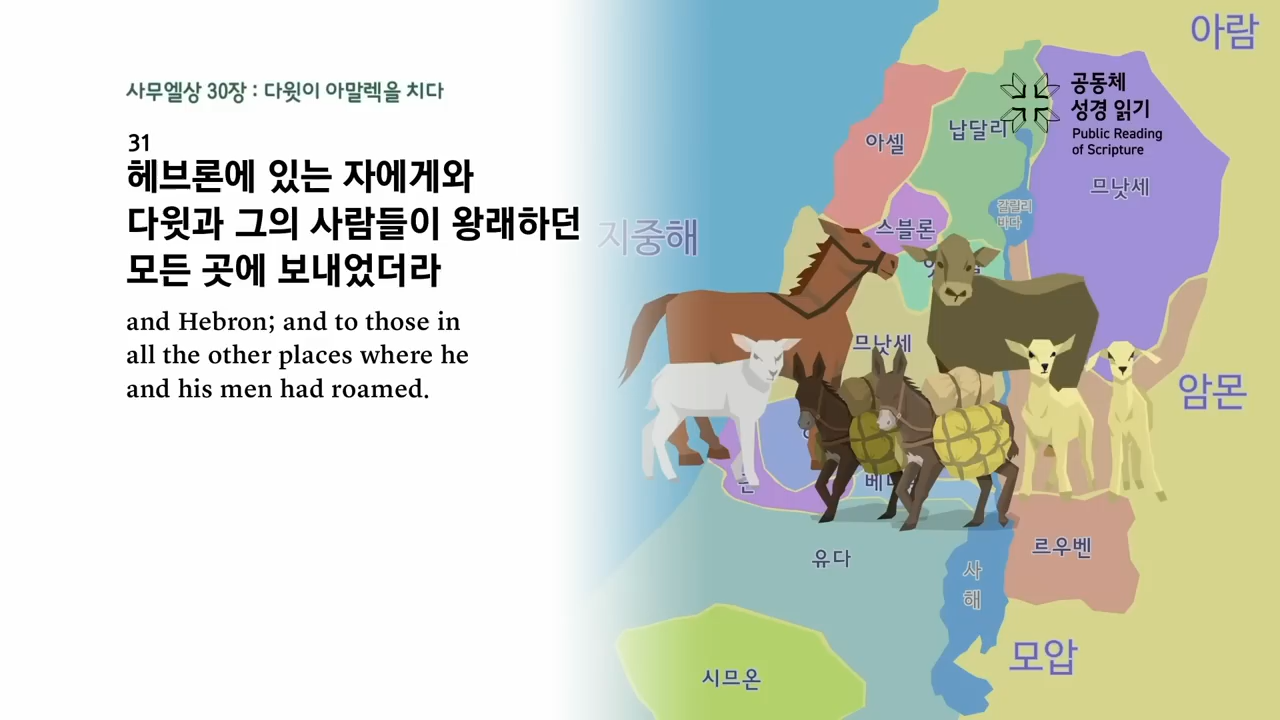 사무엘상 30장 : 다윗이 아말렉을 치다
31
헤브론에 있는 자에게와
다윗과 그의 사람들이 왕래하던
모든 곳에 보내었더라
and Hebron; and to those in
all the other places where he
and his men had roamed.
아람
공동체
성경 읽기
Public Reading
of Scripture
아셀
납달리
므낫세
갈릴리
바다
스블론
지중해
므낫세
암몬
유다
르우벤
사
해
모압
시므온